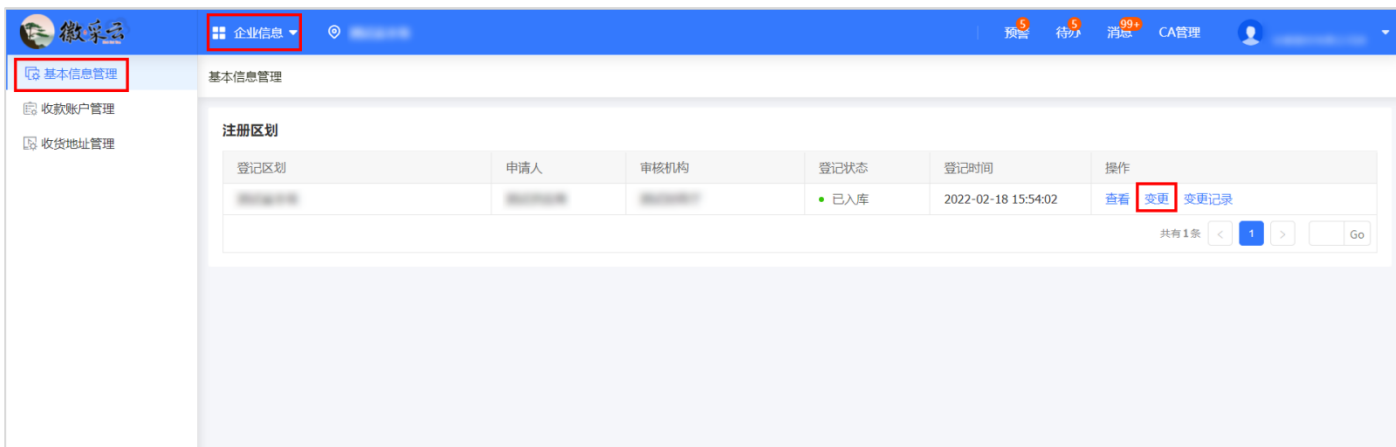 徽采云
企业信息
预警 5
待办 5
消息 99+
CA管理
基本信息管理
收款账户管理
收货地址管理
基本信息管理
注册区划
登记区划 申请人 审核机构 登记状态 登记时间 操作
已入库 2022-02-18 15:54:02 查看 变更 变更记录
共有1条 < 1 > Go